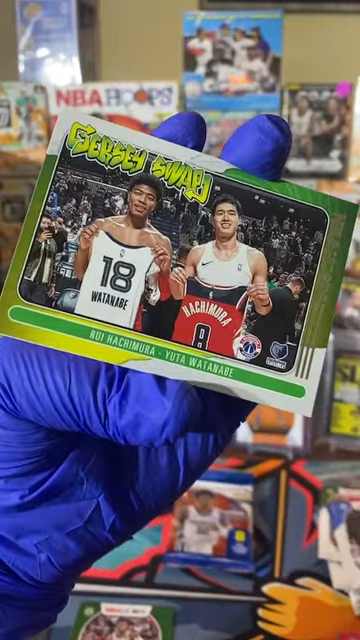 NBA HOOPS
JERSEY SWAP
18
WATANABE
HACHIMURA
8
RUI HACHIMURA - YUTA WATANABE